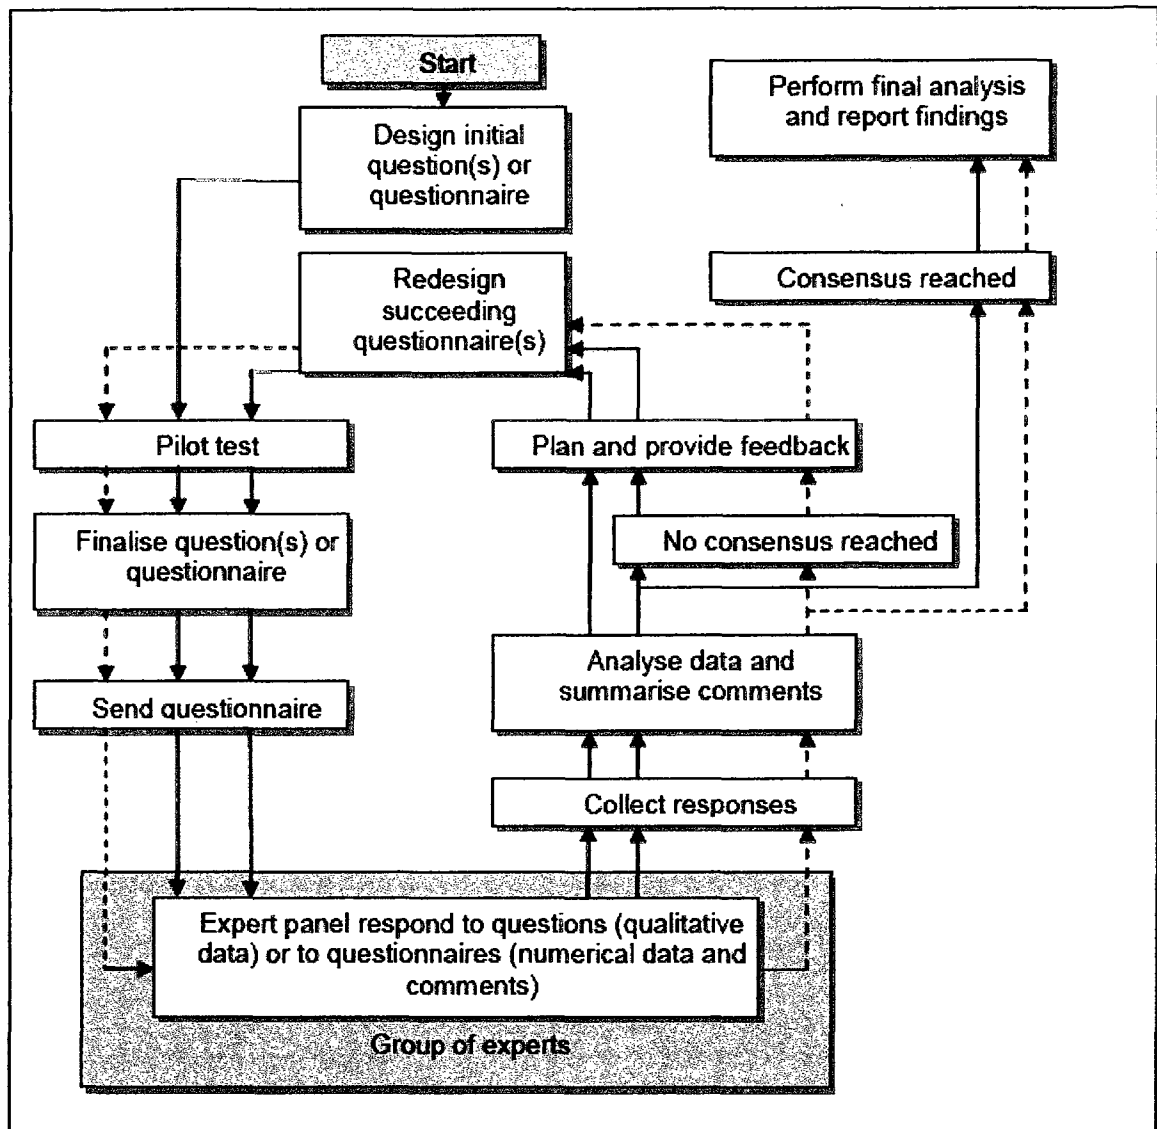 Start
Design initial
question(s) or
questionnaire
Redesign
succeeding
questionnaire(s)
Pilot test
Finalise question(s) or
questionnaire
Send questionnaire
Expert panel respond to questions (qualitative
data) or to questionnaires (numerical data and
comments)
Group of experts
Collect responses
Analyse data and
summarise comments
No consensus reached
Plan and provide feedback
Consensus reached
Perform final analysis
and report findings